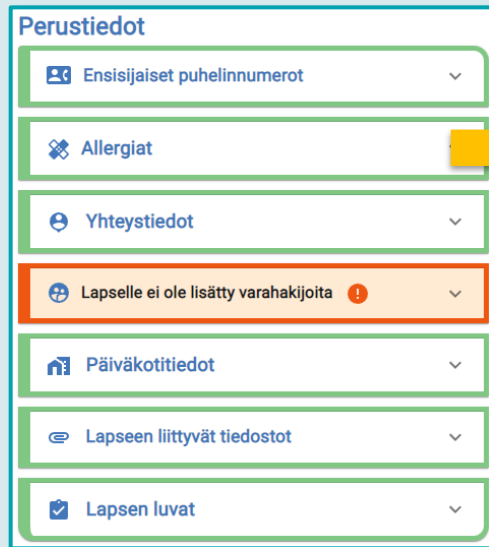 Perustiedot
Ensisijaiset puhelinnumerot
Allergiat
Yhteystiedot
Lapselle ei ole lisätty varahakijoita
Päiväkotitiedot
Lapseen liittyvät tiedostot
Lapsen luvat